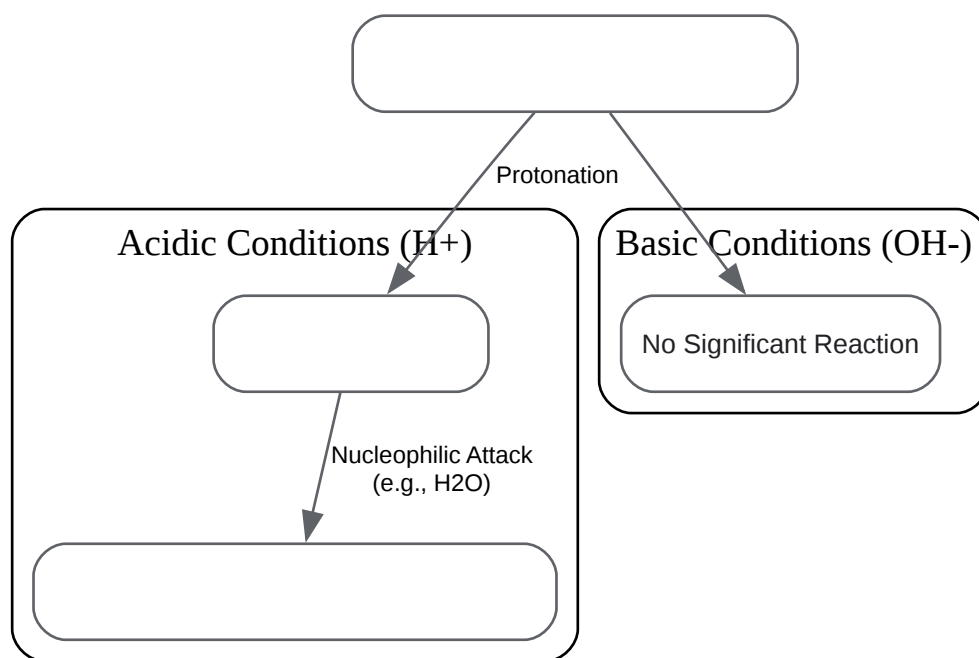 Protonation
Acidic Conditions (H+)
Basic Conditions (OH-)
No Significant Reaction
Nucleophilic Attack
(e.g., H2O)